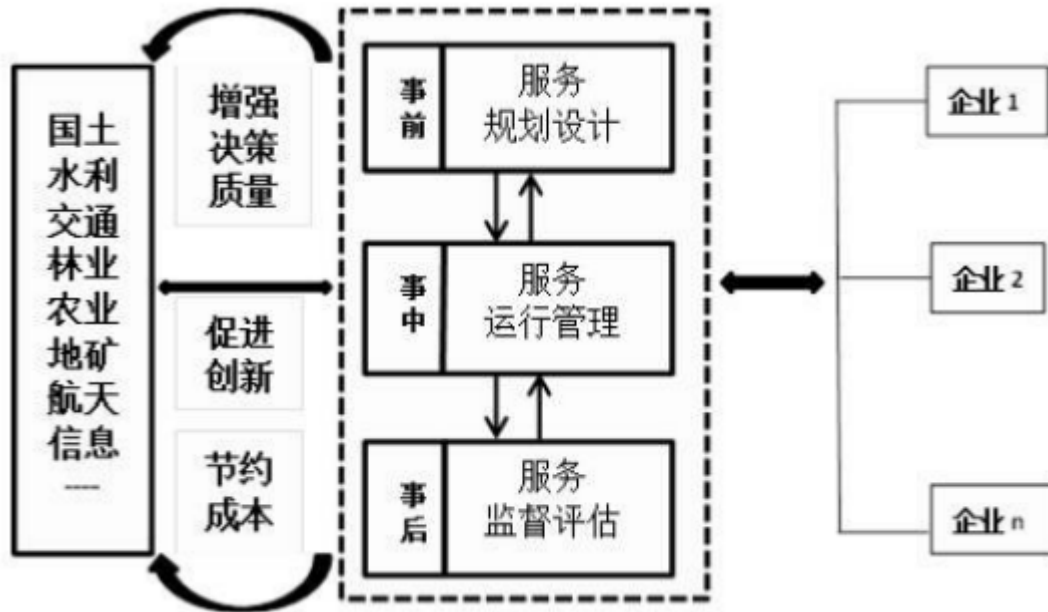 国土
水利
交通
林业
农业
地矿
航天
信息
----
增强
决策
质量
促进
创新
节约
成本
事前
服务
规划设计
事中
服务
运行管理
事后
服务
监督评估
企业 1
企业 2
企业 n